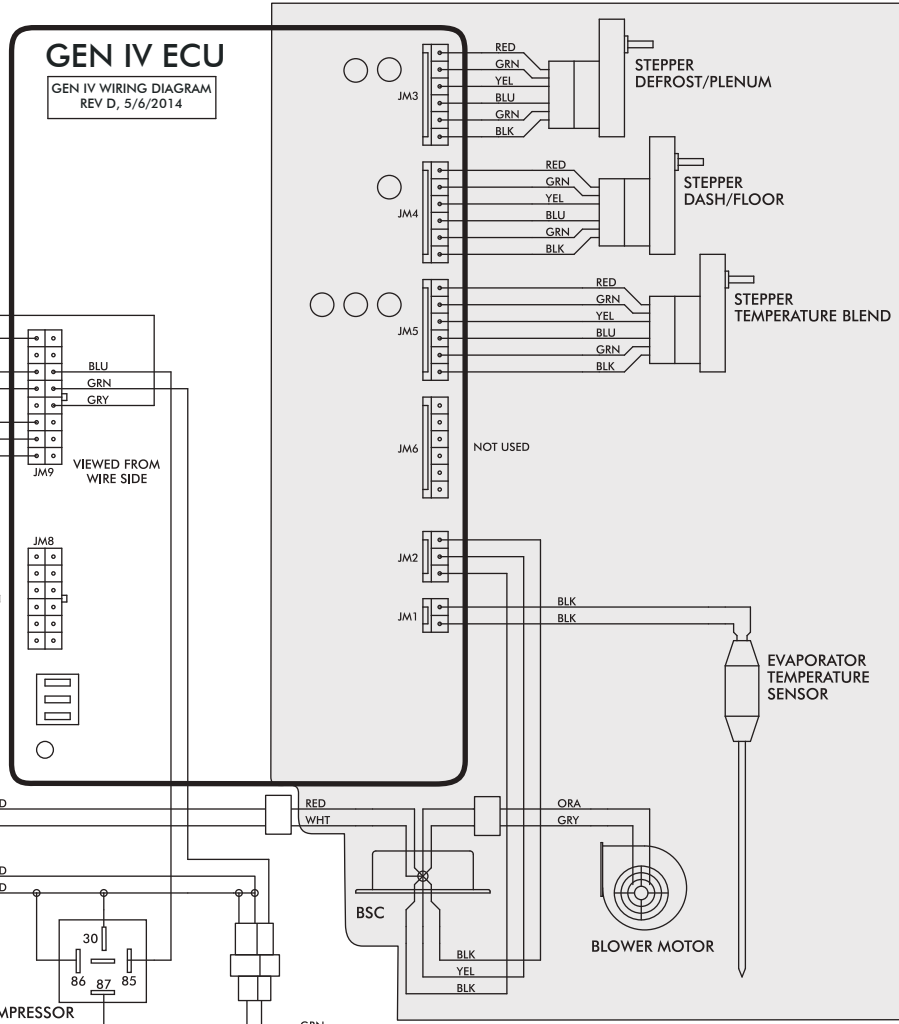 GEN IV ECU
GEN IV WIRING DIAGRAM
REV D, 5/6/2014
JM3
RED
GRN
YEL
BLU
GRN
BLK
STEPPER
DEFROST/PLENUM
JM4
RED
GRN
YEL
BLU
GRN
BLK
STEPPER
DASH/FLOOR
JM5
RED
GRN
YEL
BLU
GRN
BLK
STEPPER
TEMPERATURE BLEND
BLU
GRN
GRY
JM9
VIEWED FROM
WIRE SIDE
JM6
NOT USED
JM8
JM2
JM1
BLK
BLK
EVAPORATOR
TEMPERATURE
SENSOR
D
RED
WHT
ORA
GRY
D
D
BSC
BLOWER MOTOR
30
86
87
85
BLK
YEL
BLK
MPRESSOR
GRN